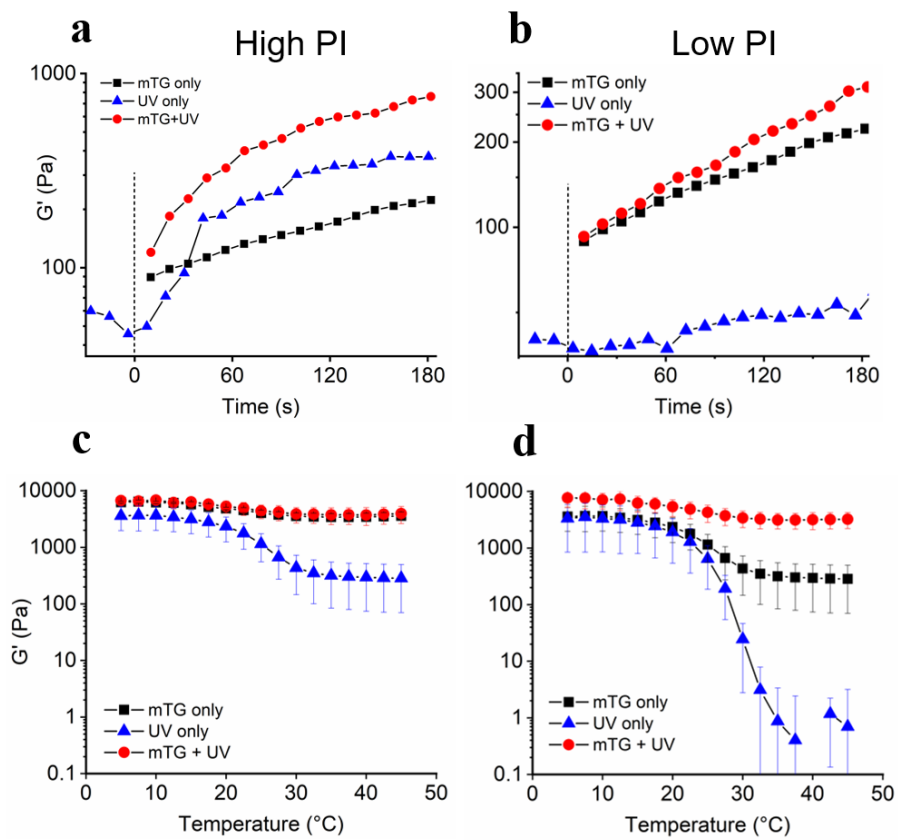 a
High PI
b
Low PI
1000
100
G' (Pa)
mTG only
UV only
mTG+UV
0
60
120
180
Time (s)
300
200
100
G' (Pa)
mTG only
UV only
mTG + UV
0
60
120
180
Time (s)
c
10000
1000
100
10
1
0.1
G' (Pa)
mTG only
UV only
mTG + UV
0
10
20
30
40
50
Temperature (°C)
d
10000
1000
100
10
1
0.1
mTG only
UV only
mTG + UV
0
10
20
30
40
50
Temperature (°C)